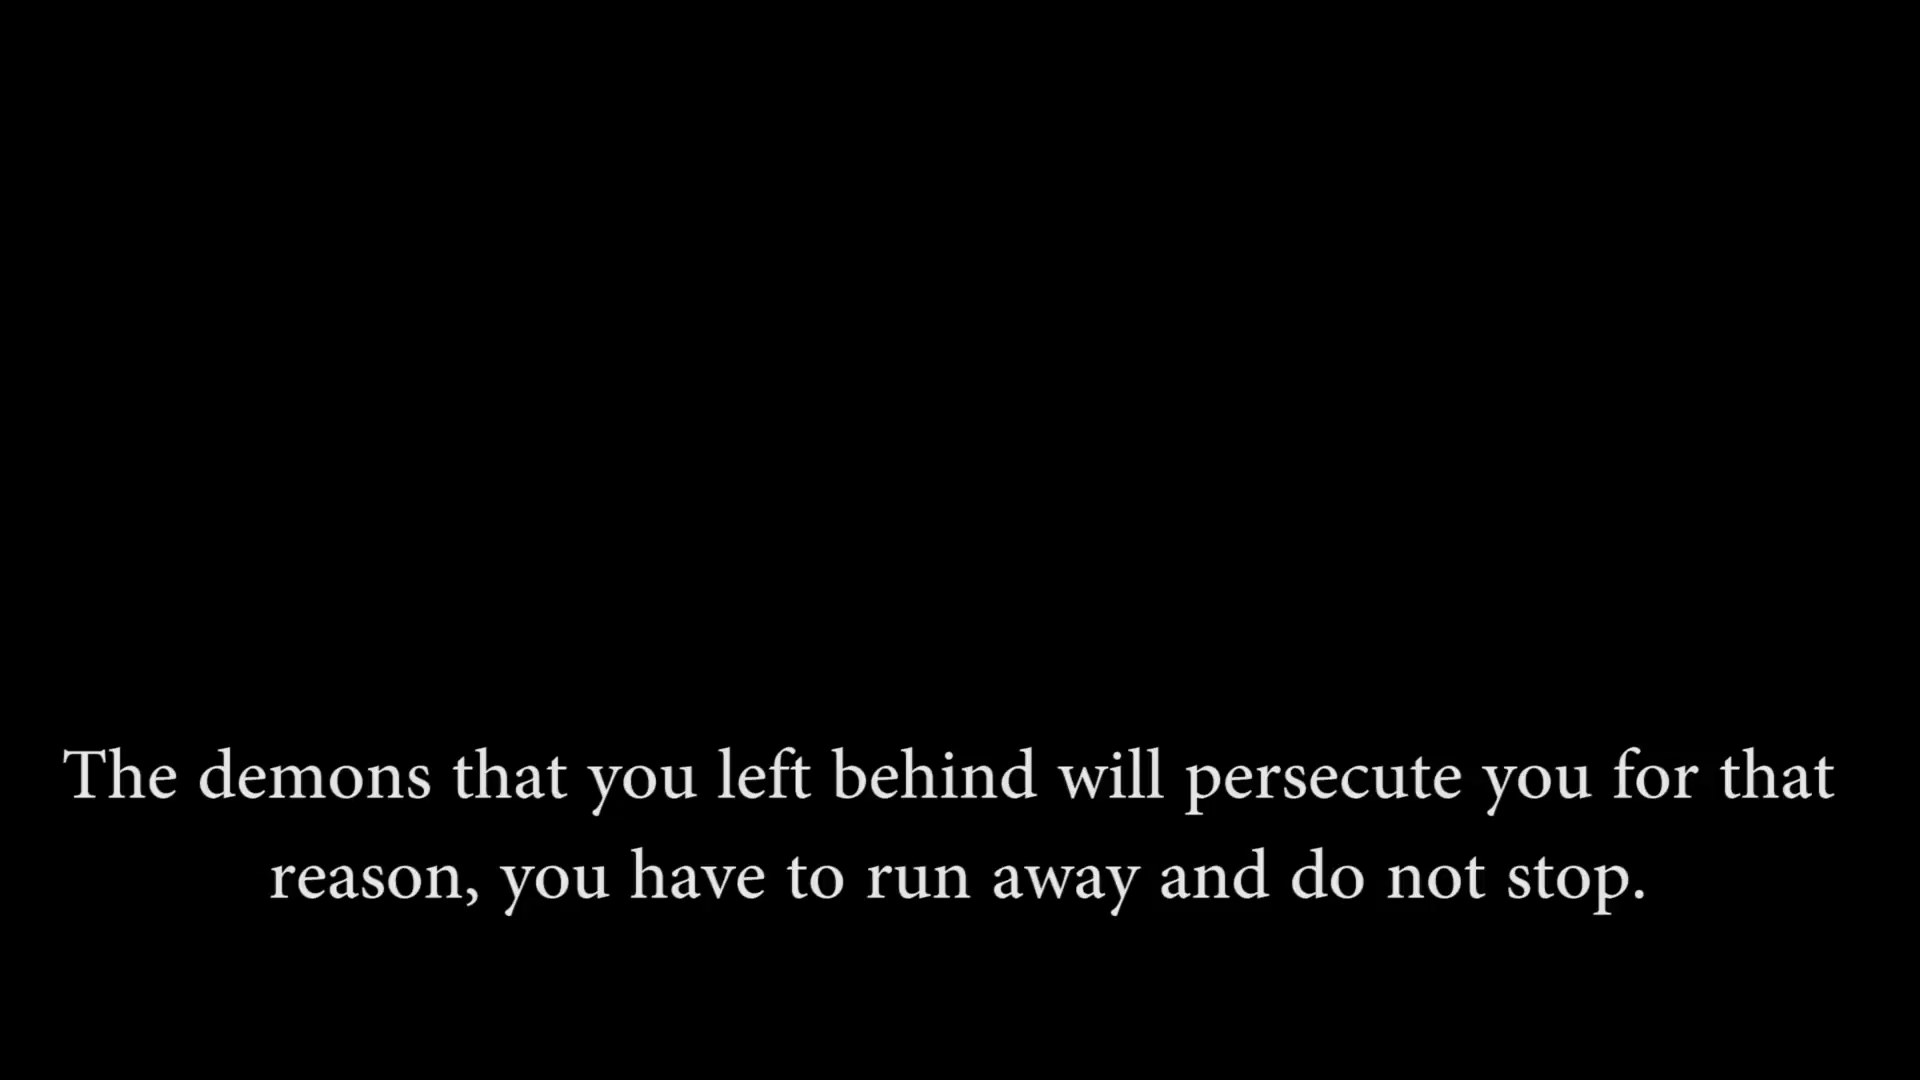 The demons that you left behind will persecute you for that
reason, you have to run away and do not stop.